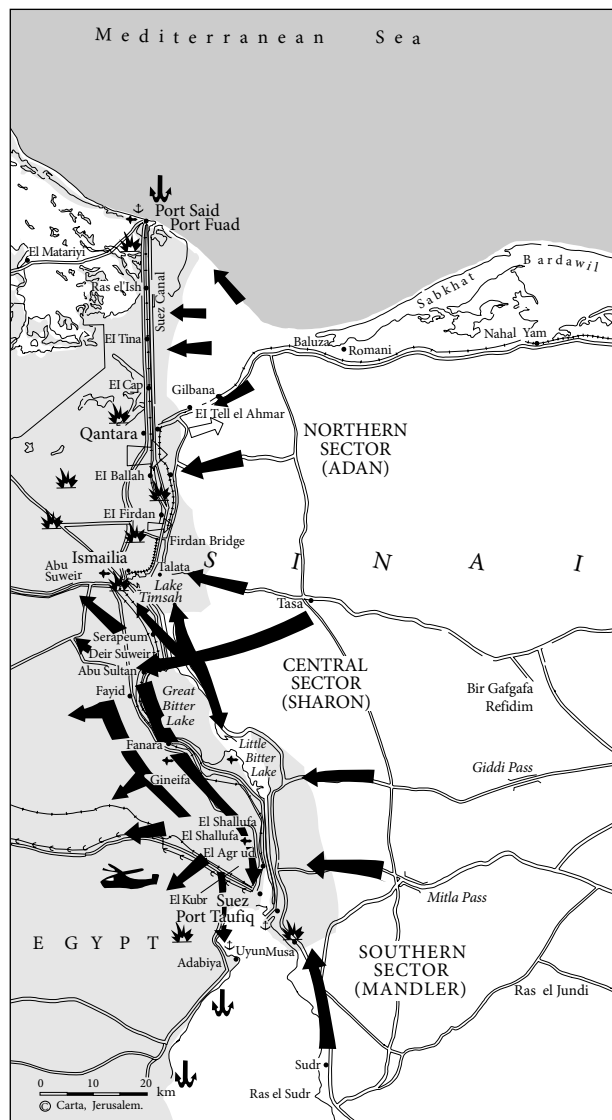 Mediterranean Sea
Port Said
Port Fuad
El Matariyi
Ras el'Ish
Suez Canal
Sabkhat Bardawil
El Tina
Baluza
Romani
Nahal Yam
El Cap
Gilbana
El Tell el Ahmar
Qantara
NORTHERN
SECTOR
(ADAN)
El Ballah
El Firdan
Firdan Bridge
Ismailia
S I N A I
Abu
Suweir
Talata
Lake
Timsah
Tasa
Serapeum
Deir Suweir
Abu Sultan
CENTRAL
SECTOR
(SHARON)
Bir Gafgafa
Refidim
Fayid
Great
Bitter
Lake
Fanara
Little
Bitter
Lake
Giddi Pass
Gineifa
El Shallufa
El Shallufa
El Agr ud
El Kubr
Suez
Port Taufiq
Mitla Pass
E G Y P T
Uyun Musa
Adabiya
SOUTHERN
SECTOR
(MANDLER)
Ras el Jundi
Sudr
Ras el Sudr
0 10 20
km
© Carta, Jerusalem.